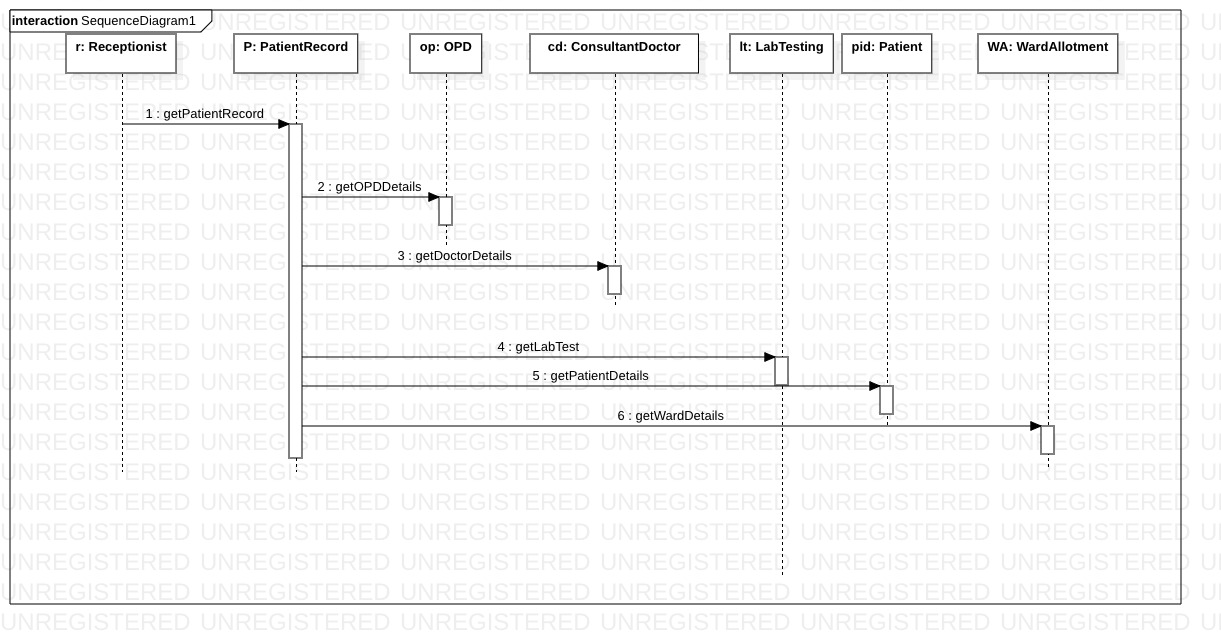 interaction SequenceDiagram1
r: Receptionist
P: PatientRecord
op: OPD
cd: ConsultantDoctor
lt: LabTesting
pid: Patient
WA: WardAllotment
1 : getPatientRecord
2 : getOPDDetails
3 : getDoctorDetails
4 : getLabTest
5 : getPatientDetails
6 : getWardDetails
UNREGISTERED